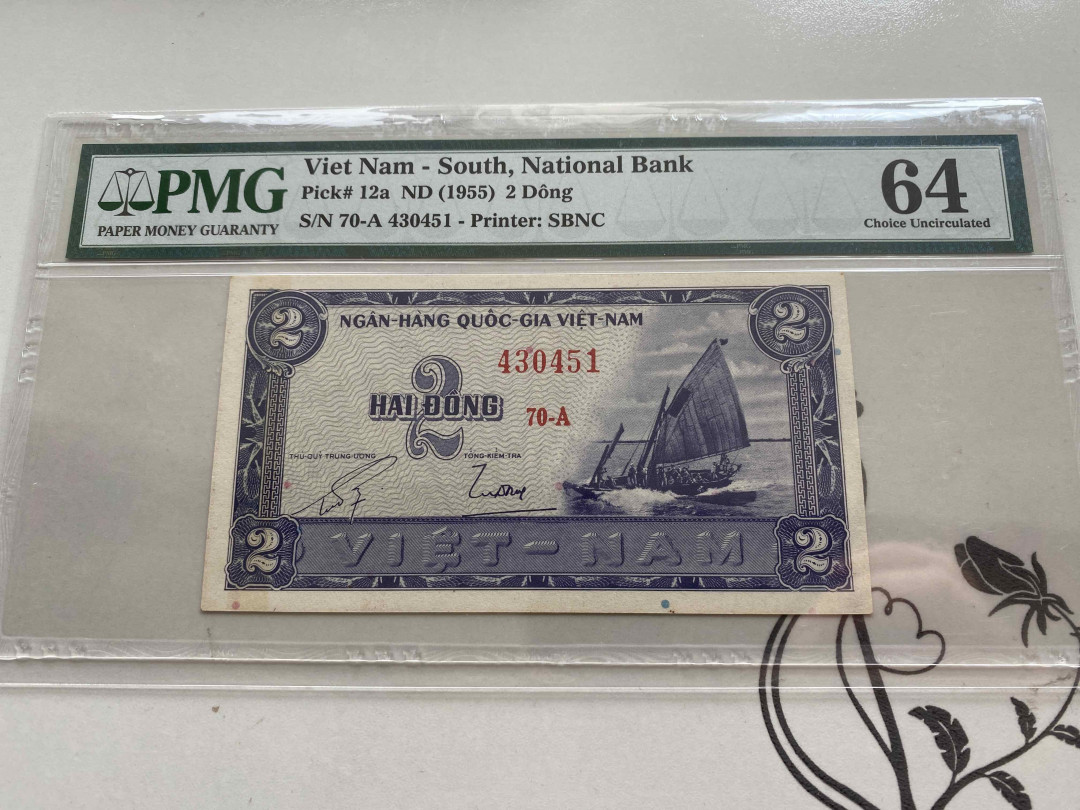 PMG
PAPER MONEY GUARANTY
Viet Nam - South, National Bank
Pick# 12a ND (1955) 2 Dông
S/N 70-A 430451 - Printer: SBNC
64
Choice Uncirculated
2
2
NGÂN-HÀNG QUỐC-GIA VIỆT-NAM
430451
2
HAI ĐỒNG
70-A
THỦ-QUỸ TRUNG-ƯƠNG
TỔNG-KIỂM-TRA
2
VIỆT-NAM
2